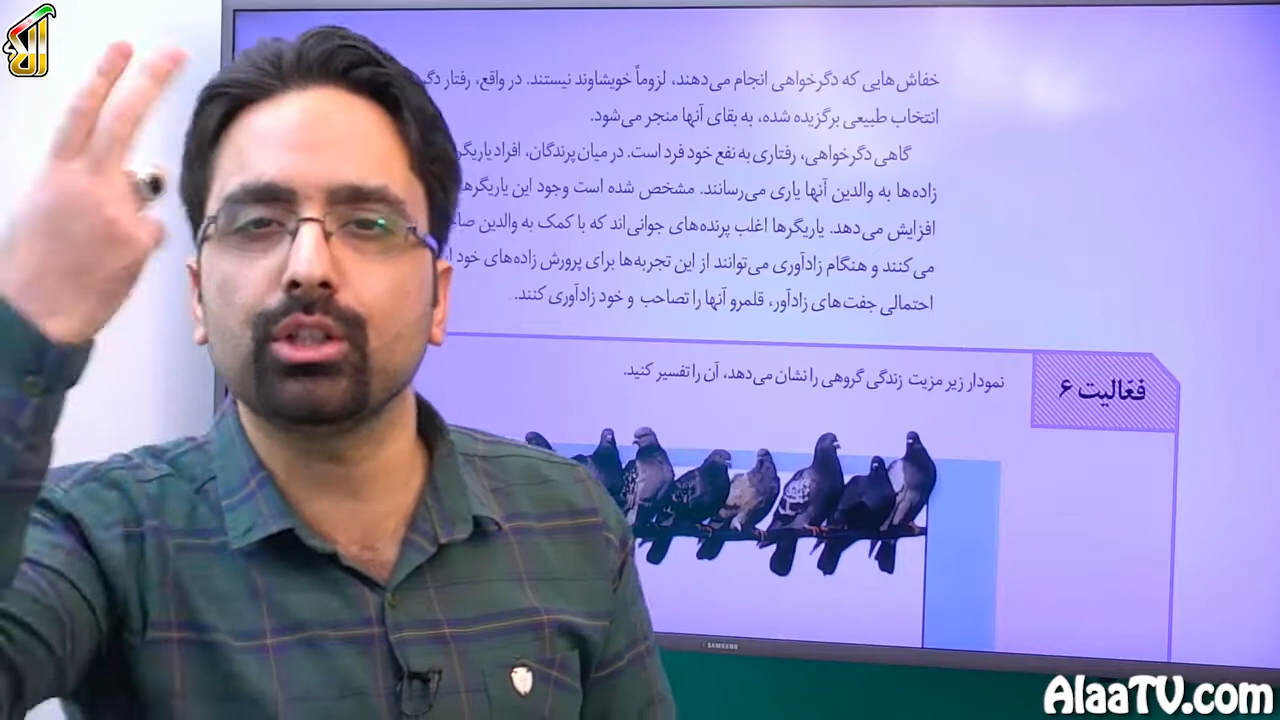 خفاش‌هایی که دگرخواهی انجام می‌دهند، لزوماً خویشاوند نیستند. در واقع، رفتار
انتخاب طبیعی برگزیده شده، به بقای آنها منجر می‌شود.
گاهی دگرخواهی، رفتاری به نفع خود فرد است. در میان پرندگان، افراد یاریگر
زاده‌ها به والدین آنها یاری می‌رسانند. مشخص شده است وجود این یاریگرها
افزایش می‌دهد. یاریگرها اغلب پرنده‌های جوانی‌اند که با کمک به والدین
می‌کنند و هنگام زادآوری می‌توانند از این تجربه‌ها برای پرورش زاده‌های خود
احتمالی جفت‌های زادآور، قلمرو آنها را تصاحب و خود زادآوری کنند.
فعّالیت ۶
نمودار زیر مزیت زندگی گروهی را نشان می‌دهد، آن را تفسیر کنید.
SAMSUNG
AlaaTV.com